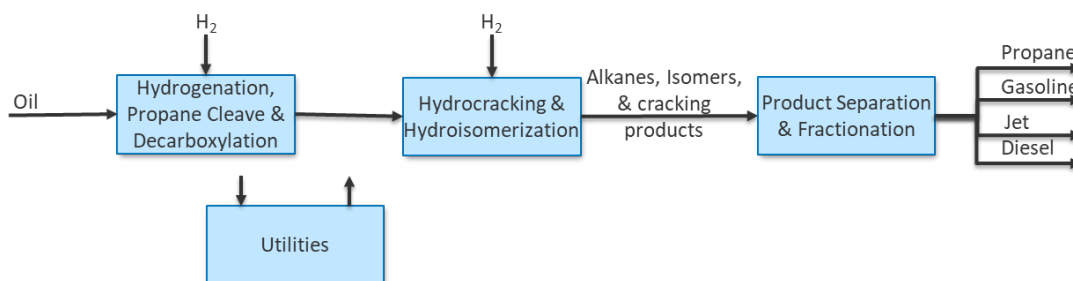 H₂
H₂
Oil
Hydrogenation,
Propane Cleave &
Decarboxylation
Hydrocracking &
Hydroisomerization
Alkanes, Isomers,
& cracking
products
Product Separation
& Fractionation
Propane
Gasoline
Jet
Diesel
Utilities